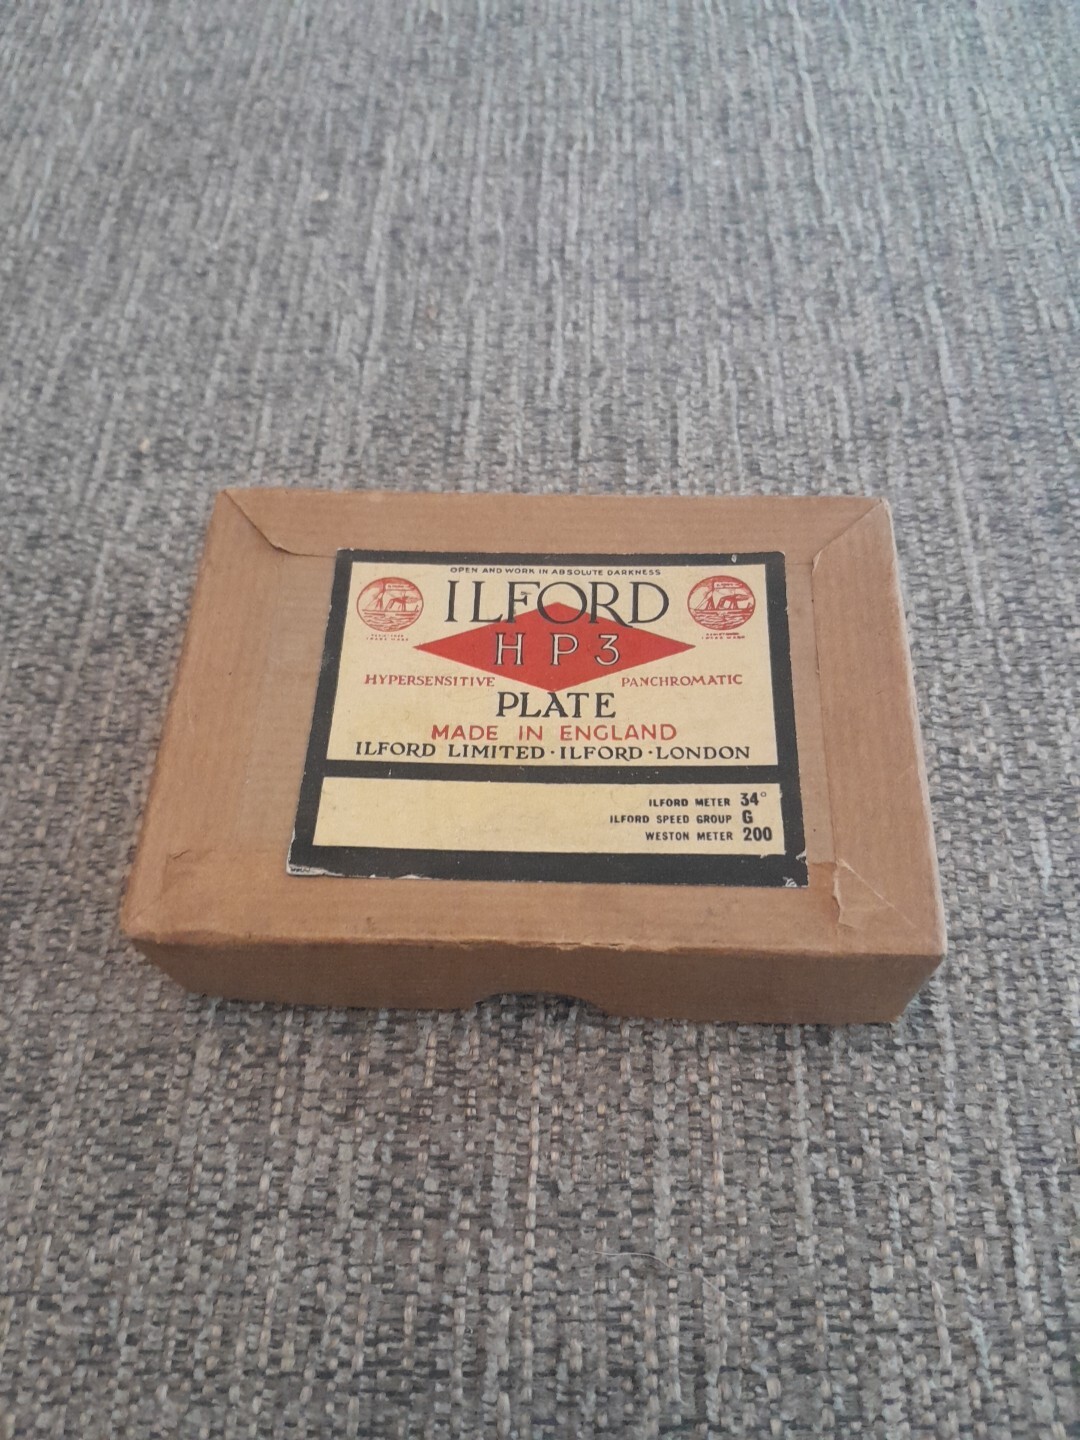 OPEN AND WORK IN ABSOLUTE DARKNESS
ILFORD
HP3
HYPERSENSITIVE PANCHROMATIC
PLATE
MADE IN ENGLAND
ILFORD LIMITED·ILFORD·LONDON
ILFORD METER 34°
ILFORD SPEED GROUP G
WESTON METER 200